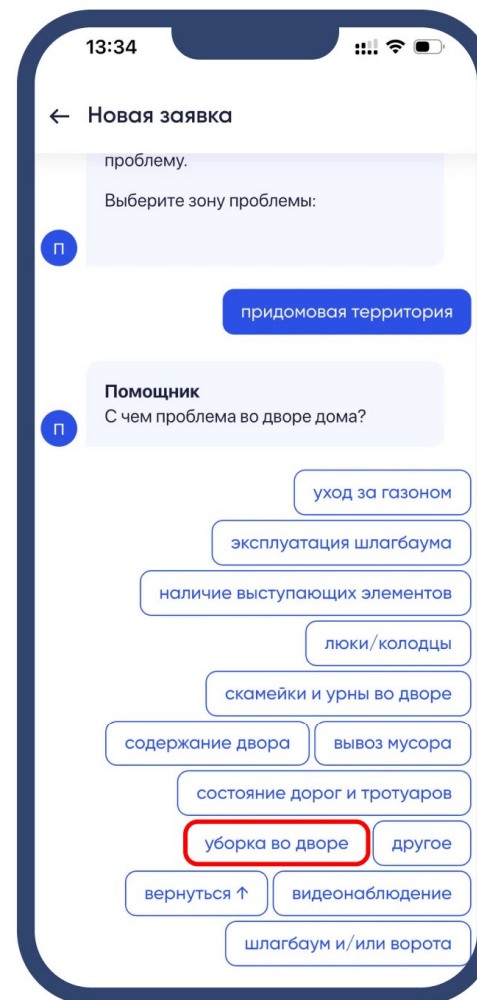 13:34
← Новая заявка
проблему.
Выберите зону проблемы:
П
придомовая территория
Помощник
С чем проблема во дворе дома?
П
уход за газоном
эксплуатация шлагбаума
наличие выступающих элементов
люки/колодцы
скамейки и урны во дворе
содержание двора вывоз мусора
состояние дорог и тротуаров
уборка во дворе другое
вернуться ↑ видеонаблюдение
шлагбаум и/или ворота